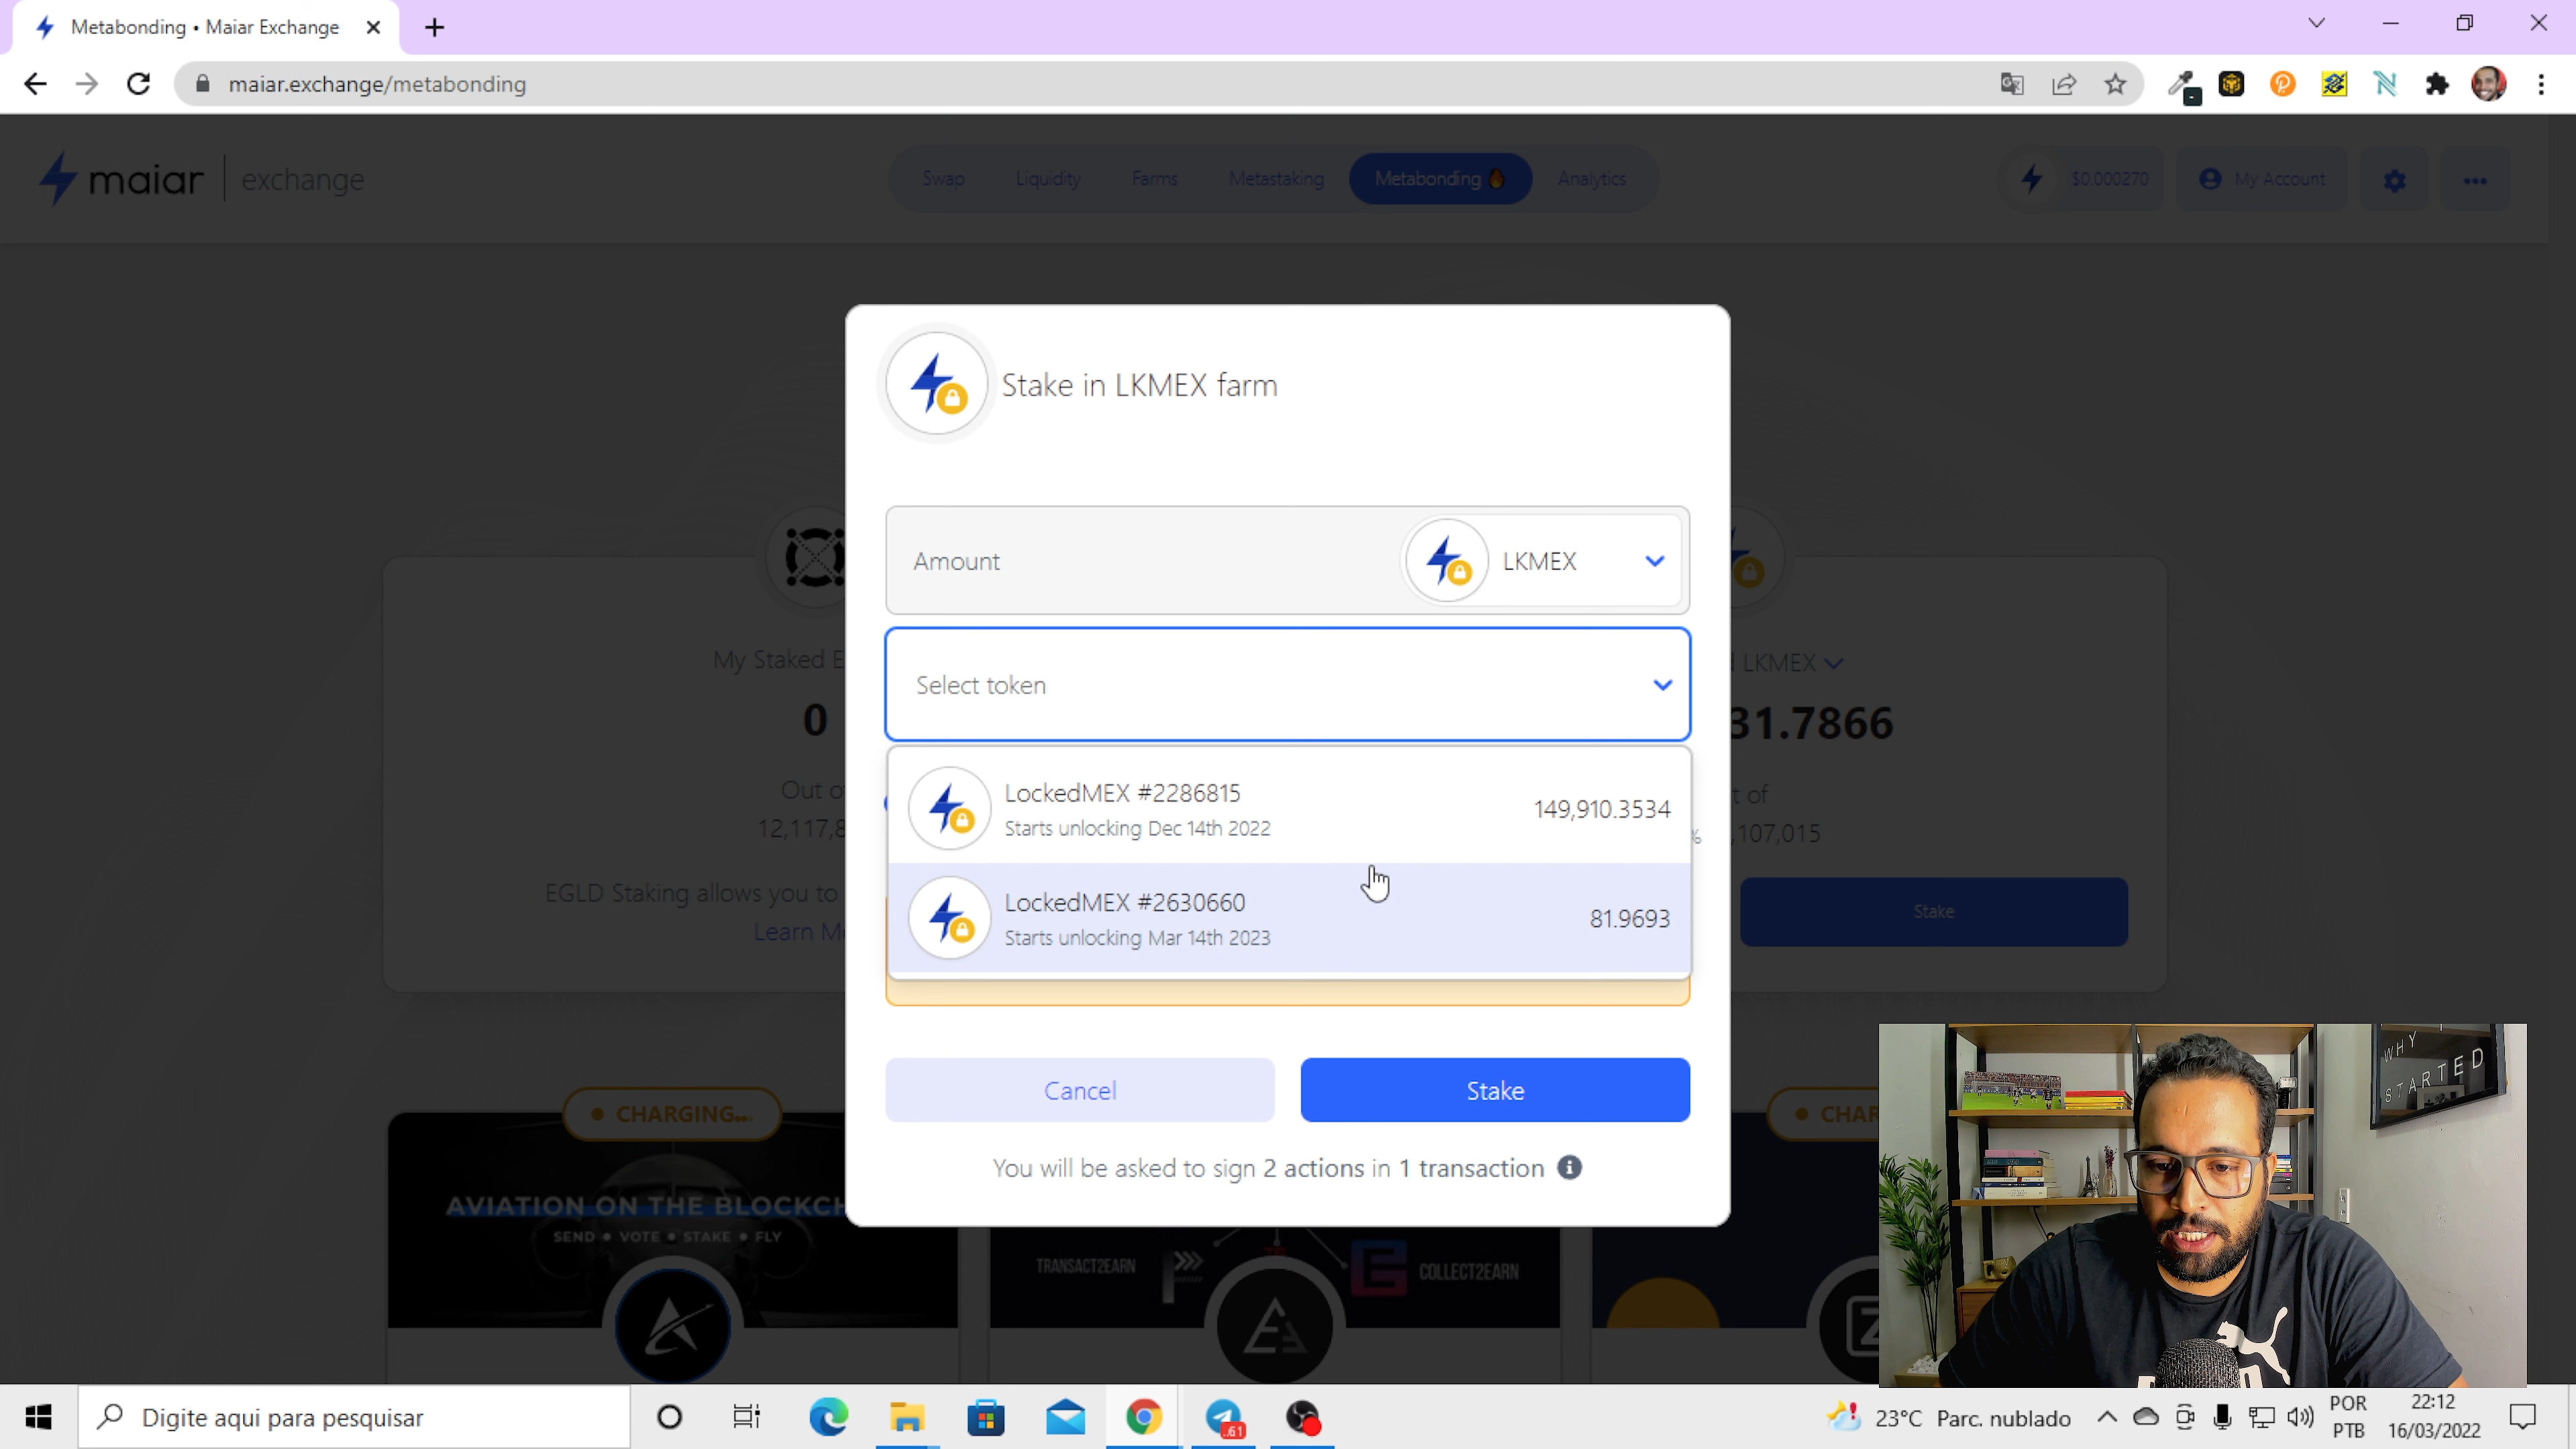 Metabonding • Maiar Exchange
maiar.exchange/metabonding
maiar exchange
Swap Liquidity Farms Metastaking Metabonding Analytics
$0.000270 My Account
Stake in LKMEX farm
Amount LKMEX
Select token
LockedMEX #2286815 149,910.3534
Starts unlocking Dec 14th 2022
LockedMEX #2630660 81.9693
Starts unlocking Mar 14th 2023
My Staked
0
Out
12,117,8
EGLD Staking allows you to
Learn
LKMEX
31.7866
of
% ,107,015
Stake
Cancel Stake
You will be asked to sign 2 actions in 1 transaction
CHARGING...
AVIATION ON THE BLOCKCH
SEND • VOTE • STAKE • FLY
TRANSACT2EARN COLLECT2EARN
CHAR
WHY I
STARTED
Digite aqui para pesquisar
..61
23°C Parc. nublado
POR
PTB
22:12
16/03/2022